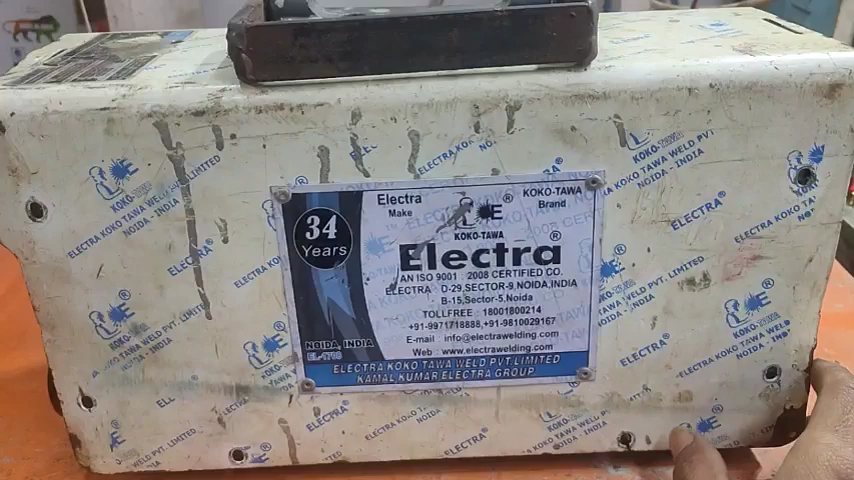 34
Years
Electra
Make
KOKO-TAWA
Brand
KOKO-TAWA
Electra®
AN ISO 9001 : 2008 CERTIFIED CO.
ELECTRA : D-29,SECTOR-9,NOIDA,INDIA
B-15,Sector-5,Noida
TOLLFREE : 18001800214
+91-9971718888,+91-9810029167
E-mail : info@electrawelding.com
Web : www.electrawelding.com
NOIDA, INDIA
ELECTRA KOKO TAWA WELD PVT.LIMITED
KAMAL KUMAR ELECTRA GROUP.
KOKO-TAWA
ELECTRA KOKO TAWA WELD PVT. LIMITED
NOIDA - INDIA
ELECTRA®